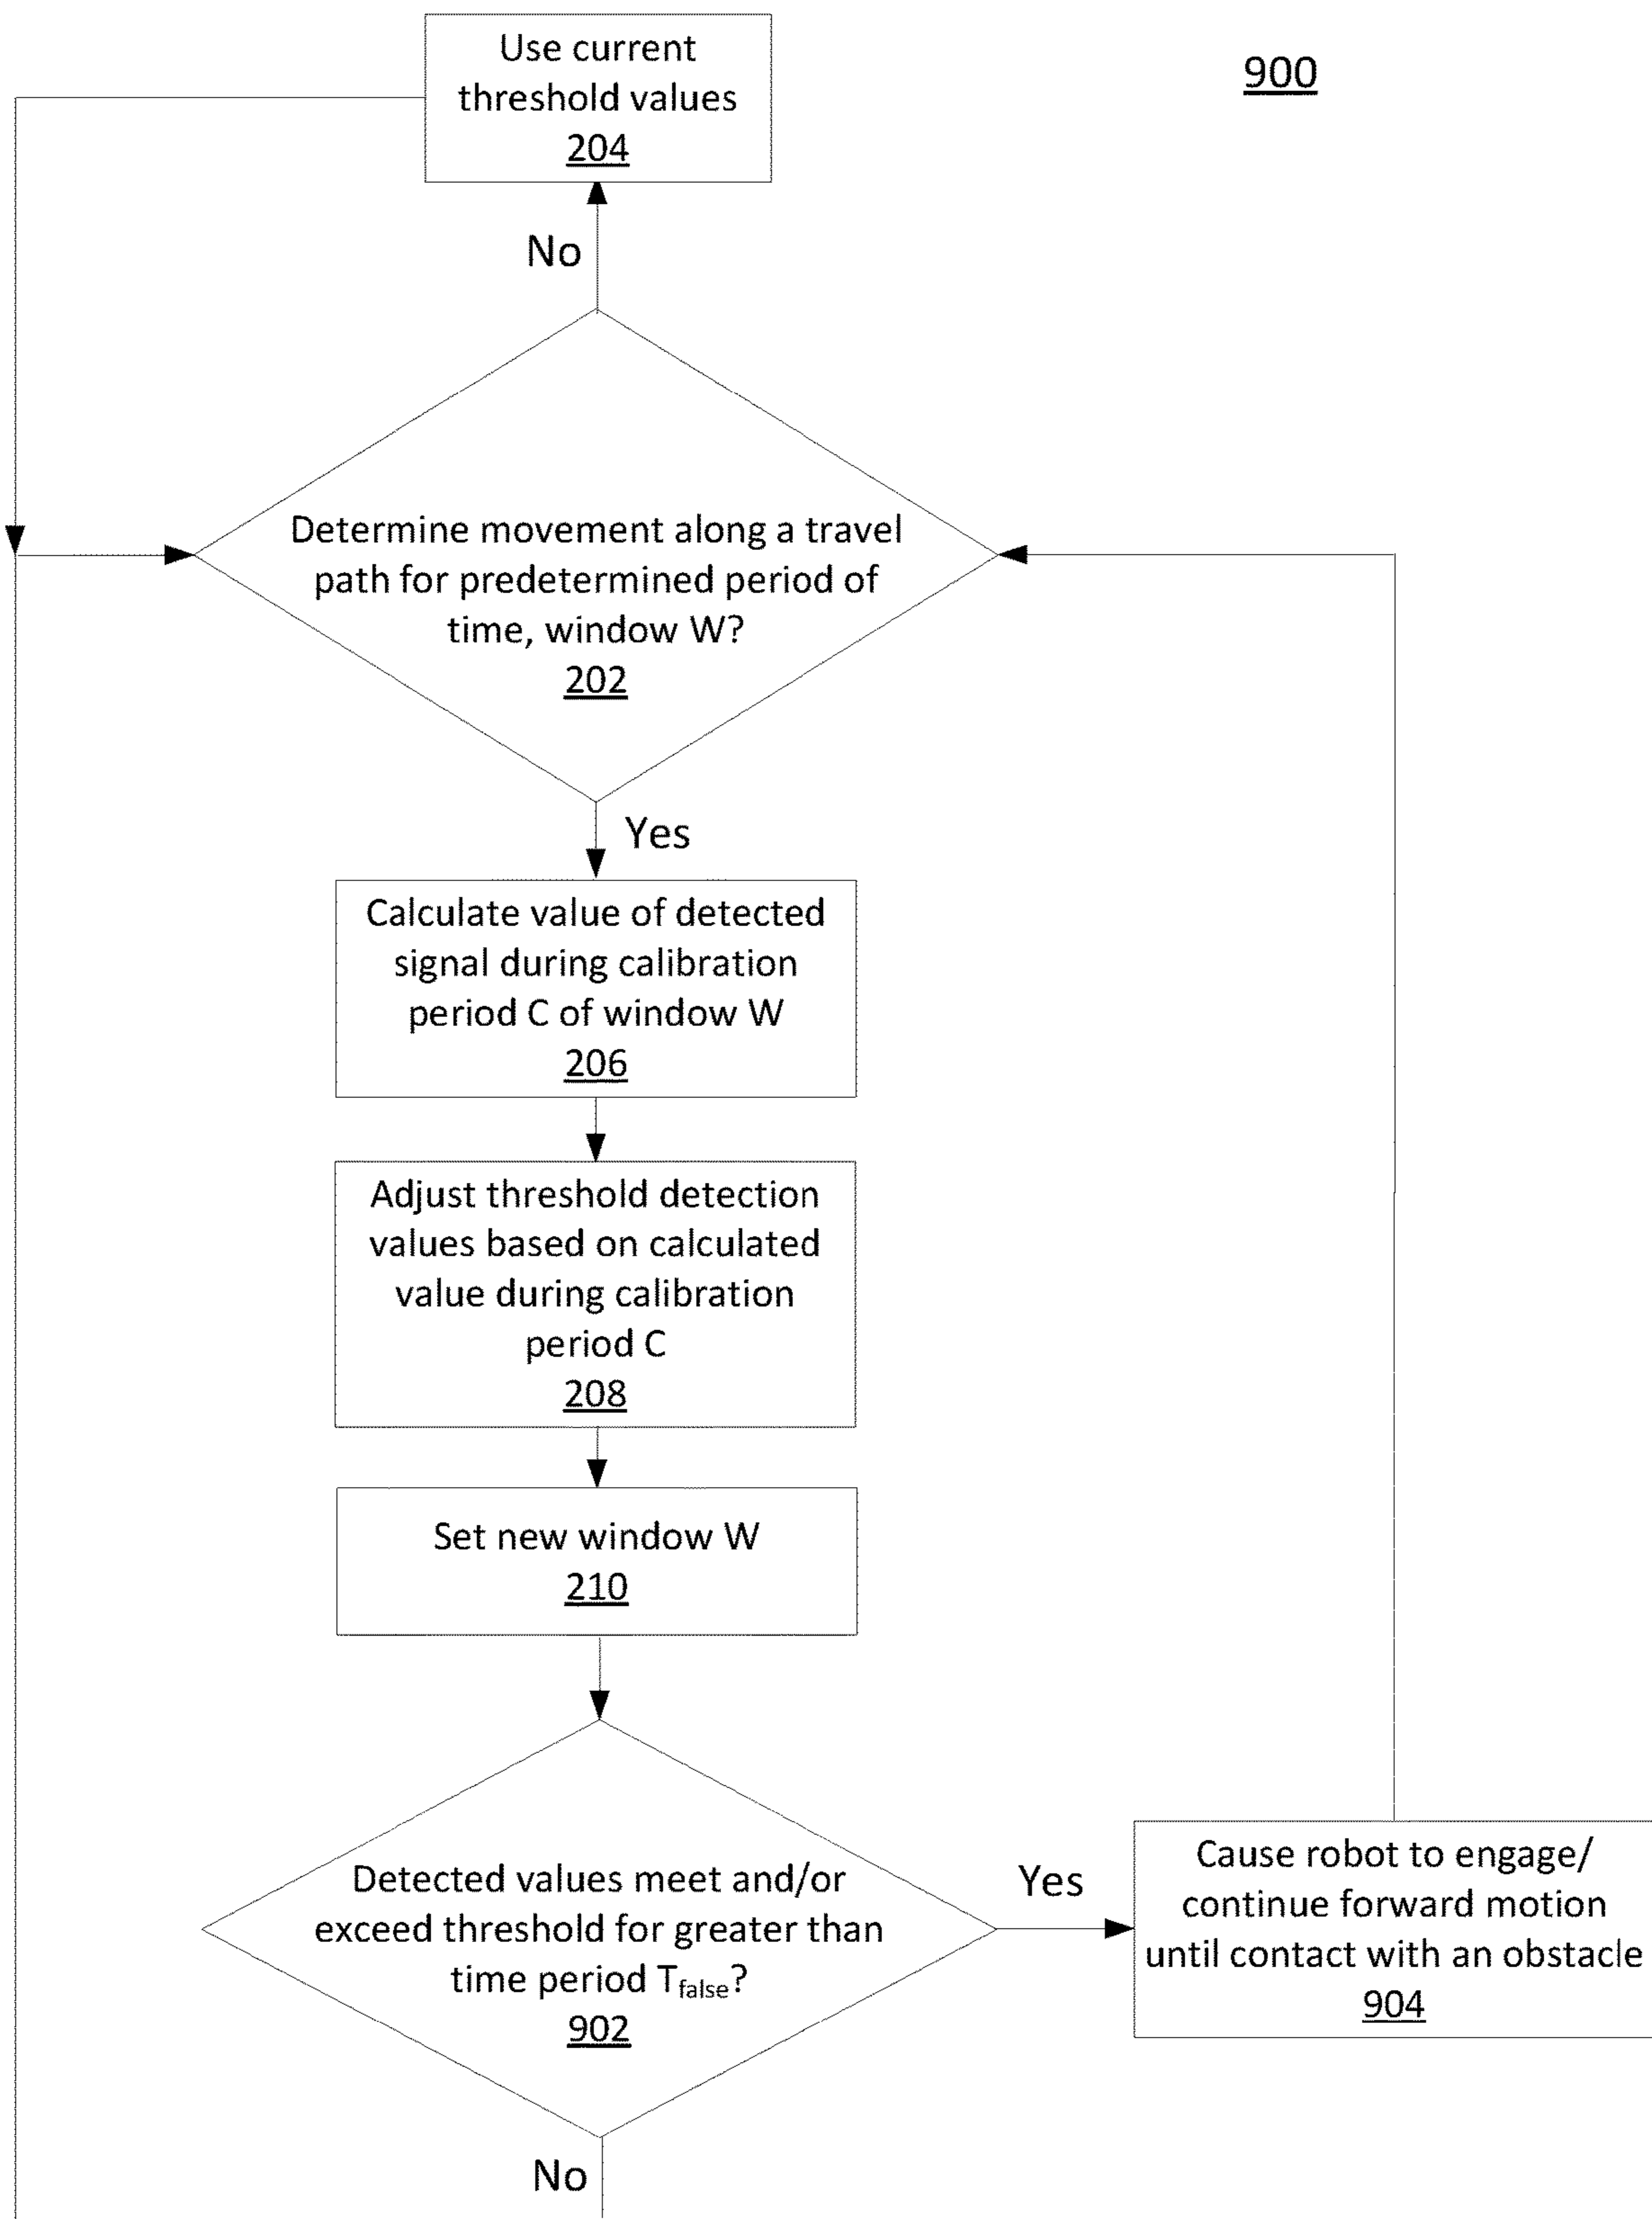 Use current
threshold values
204
900
No
Determine movement along a travel
path for predetermined period of
time, window W?
202
Yes
Calculate value of detected
signal during calibration
period C of window W
206
Adjust threshold detection
values based on calculated
value during calibration
period C
208
Set new window W
210
Detected values meet and/or
exceed threshold for greater than
time period Tfalse?
902
Yes
Cause robot to engage/
continue forward motion
until contact with an obstacle
904
No